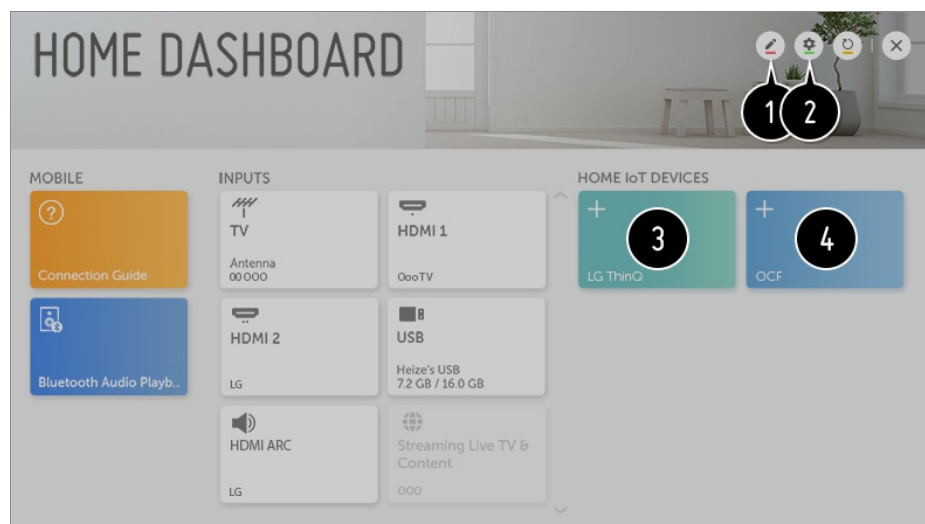 HOME DASHBOARD
1
2
MOBILE
INPUTS
HOME IoT DEVICES
Connection Guide
TV
Antenna
00 000
HDMI 1
OooTV
3
LG ThinQ
4
OCF
Bluetooth Audio Playb..
HDMI 2
LG
USB
Heize's USB
7.2 GB / 16.0 GB
HDMI ARC
LG
Streaming Live TV &
Content
000